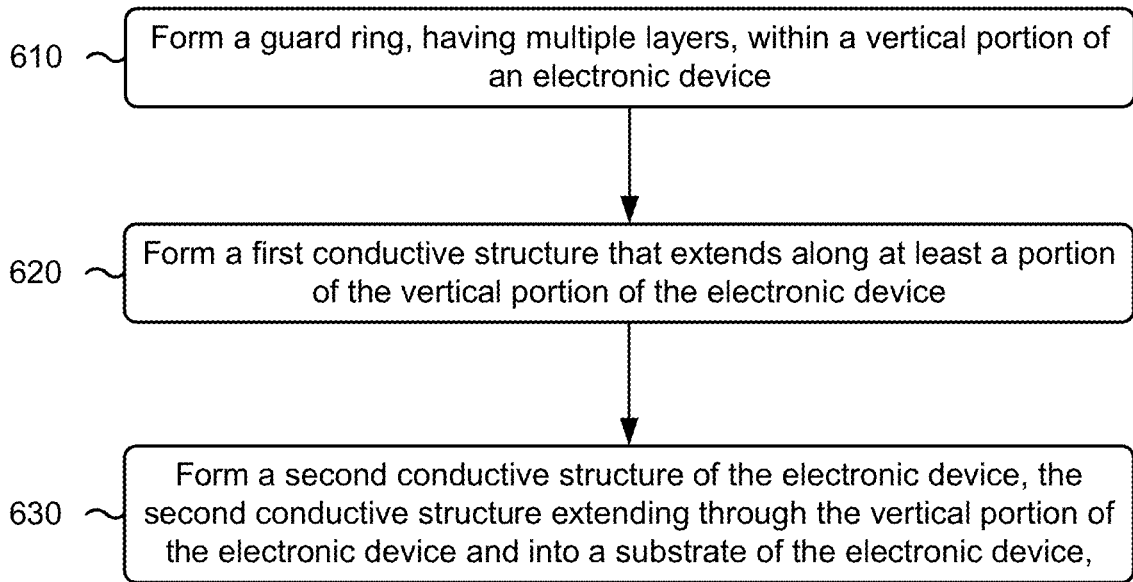 610
Form a guard ring, having multiple layers, within a vertical portion of
an electronic device
620
Form a first conductive structure that extends along at least a portion
of the vertical portion of the electronic device
630
Form a second conductive structure of the electronic device, the
second conductive structure extending through the vertical portion of
the electronic device and into a substrate of the electronic device,